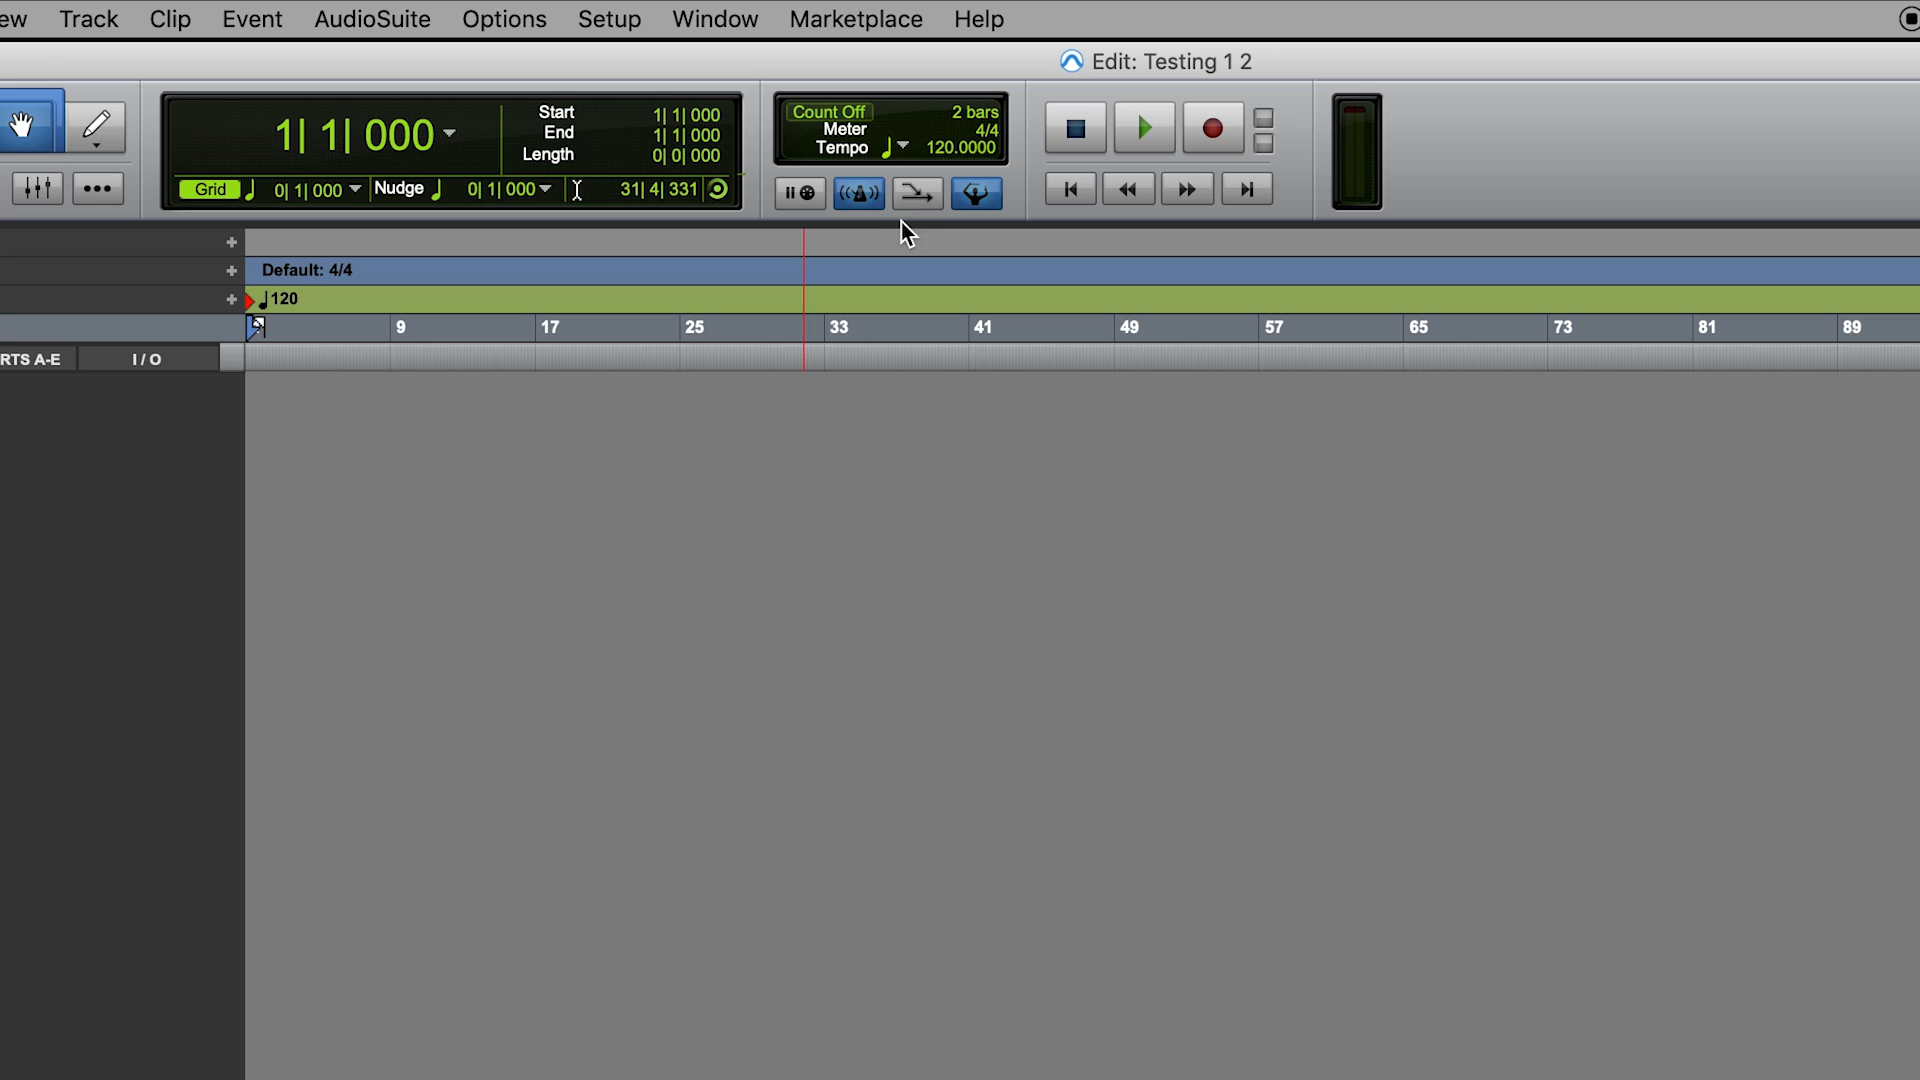 ew Track Clip Event AudioSuite Options Setup Window Marketplace Help
Edit: Testing 1 2
1| 1| 000
Start 1| 1| 000
End 1| 1| 000
Length 0| 0| 000
Grid 0| 1| 000 Nudge 0| 1| 000 31| 4| 331
Count Off 2 bars
Meter 4/4
Tempo 120.0000
Default: 4/4
120
9 17 25 33 41 49 57 65 73 81 89
RTS A-E I / O